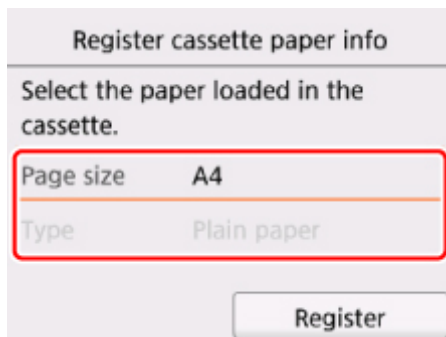 Register cassette paper info
Select the paper loaded in the
cassette.
Page size A4
Type Plain paper
Register